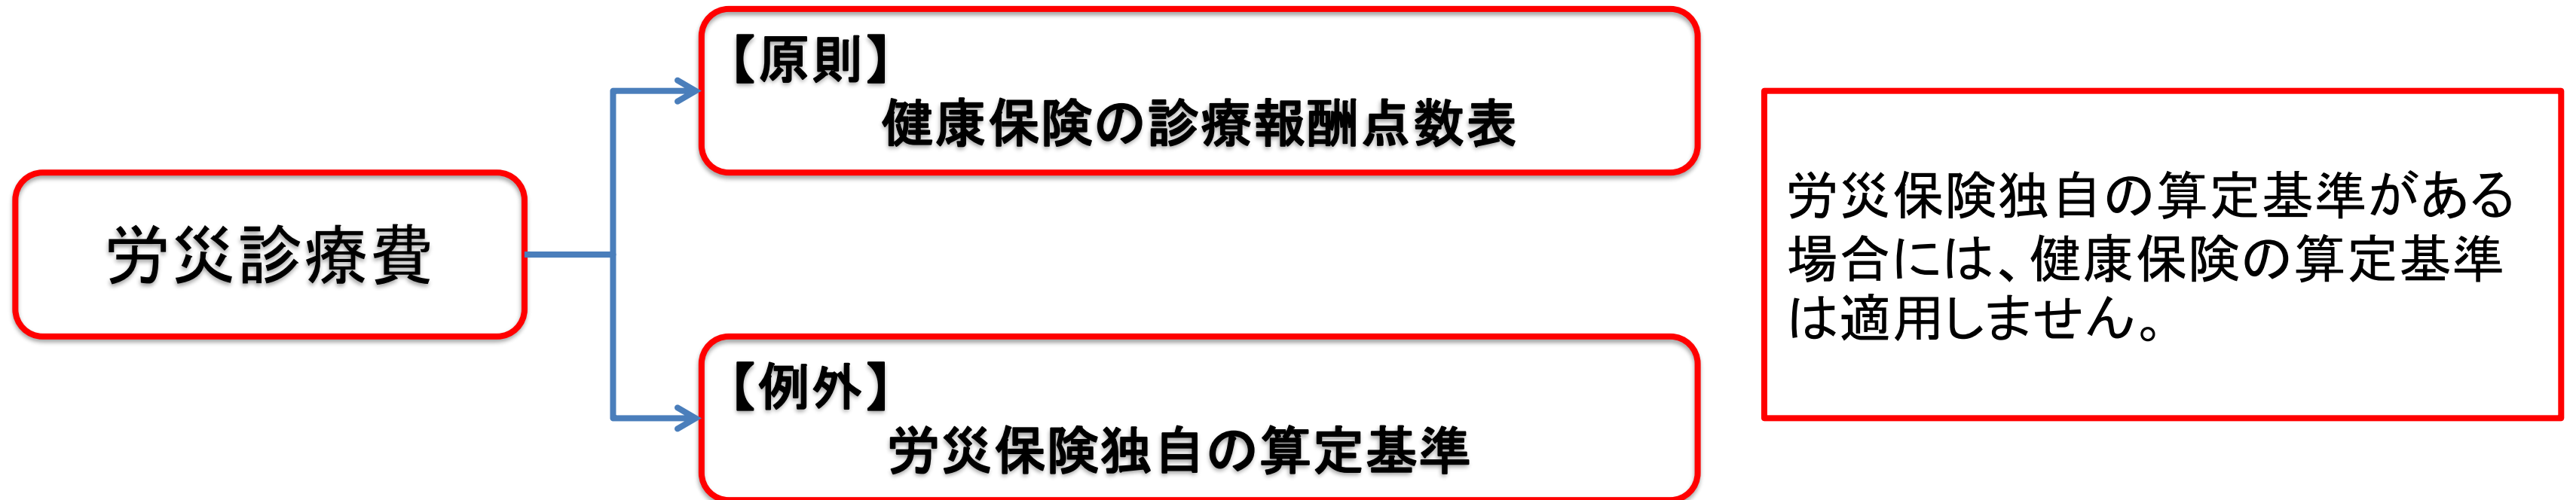 労災診療費
【原則】
健康保険の診療報酬点数表
【例外】
労災保険独自の算定基準
労災保険独自の算定基準がある
場合には、健康保険の算定基準
は適用しません。